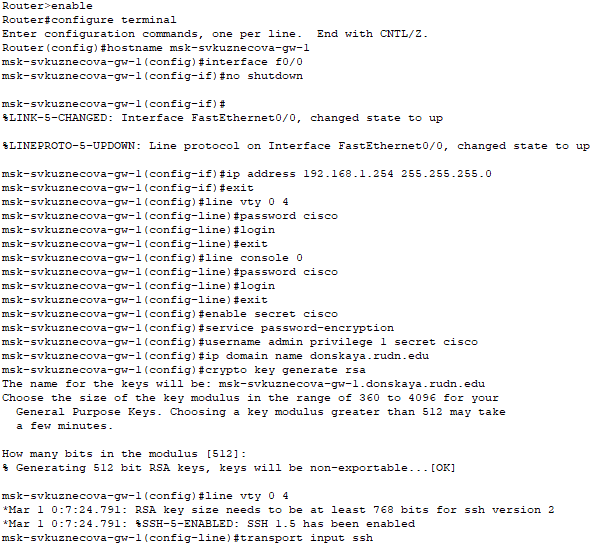 Router>enable
Router#configure terminal
Enter configuration commands, one per line.  End with CNTL/Z.
Router(config)#hostname msk-svkuznecova-gw-1
msk-svkuznecova-gw-1(config)#interface f0/0
msk-svkuznecova-gw-1(config-if)#no shutdown

msk-svkuznecova-gw-1(config-if)#
%LINK-5-CHANGED: Interface FastEthernet0/0, changed state to up

%LINEPROTO-5-UPDOWN: Line protocol on Interface FastEthernet0/0, changed state to up

msk-svkuznecova-gw-1(config-if)#ip address 192.168.1.254 255.255.255.0
msk-svkuznecova-gw-1(config-if)#exit
msk-svkuznecova-gw-1(config)#line vty 0 4
msk-svkuznecova-gw-1(config-line)#password cisco
msk-svkuznecova-gw-1(config-line)#login
msk-svkuznecova-gw-1(config-line)#exit
msk-svkuznecova-gw-1(config)#line console 0
msk-svkuznecova-gw-1(config-line)#password cisco
msk-svkuznecova-gw-1(config-line)#login
msk-svkuznecova-gw-1(config-line)#exit
msk-svkuznecova-gw-1(config)#enable secret cisco
msk-svkuznecova-gw-1(config)#service password-encryption
msk-svkuznecova-gw-1(config)#username admin privilege 1 secret cisco
msk-svkuznecova-gw-1(config)#ip domain name donskaya.rudn.edu
msk-svkuznecova-gw-1(config)#crypto key generate rsa
The name for the keys will be: msk-svkuznecova-gw-1.donskaya.rudn.edu
Choose the size of the key modulus in the range of 360 to 4096 for your
  General Purpose Keys. Choosing a key modulus greater than 512 may take
  a few minutes.

How many bits in the modulus [512]:
% Generating 512 bit RSA keys, keys will be non-exportable...[OK]

msk-svkuznecova-gw-1(config)#line vty 0 4
*Mar 1 0:7:24.791: RSA key size needs to be at least 768 bits for ssh version 2
*Mar 1 0:7:24.791: %SSH-5-ENABLED: SSH 1.5 has been enabled
msk-svkuznecova-gw-1(config-line)#transport input ssh